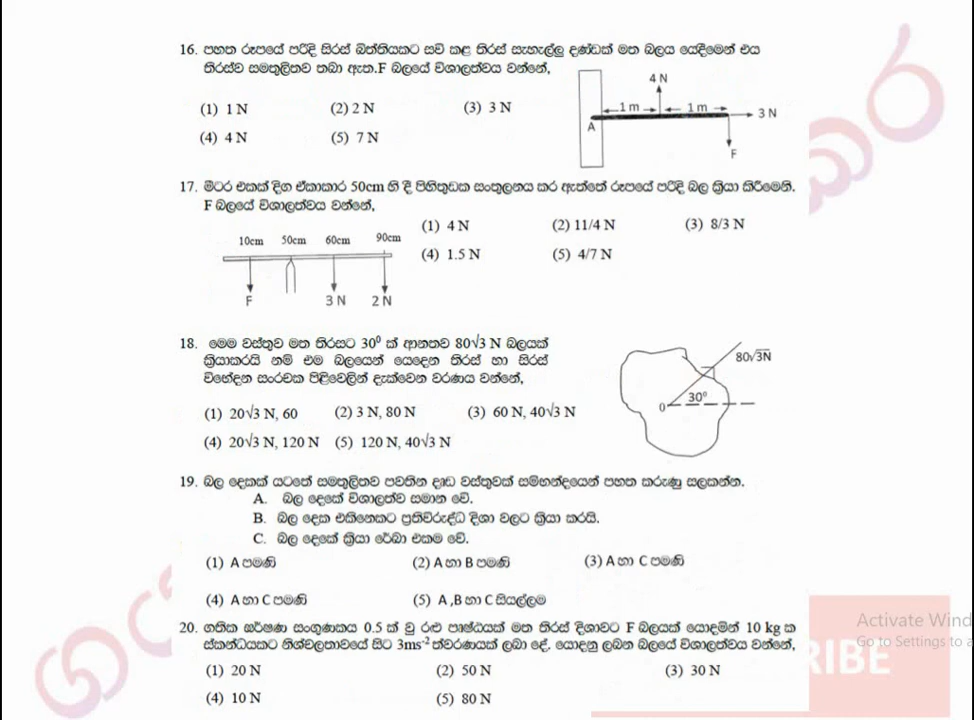 16. පහත රූපයේ පරිදි සිරස් බිත්තියකට සවි කළ තිරස් සැහැල්ලු දණ්ඩක් මත බලය යෙදීමෙන් එය
තිරස්ව සමතුලිතව තබා ඇත.F බලයේ විශාලත්වය වන්නේ,
(1) 1 N (2) 2 N (3) 3 N
(4) 4 N (5) 7 N
4 N
1 m 1 m
3 N
A
F
17. මීටර එකක් දිග ඒකාකාර 50cm හි දී පිහිතුඩක සංතුලනය කර ඇත්තේ රූපයේ පරිදි බල ක්‍රියා කිරීමෙනි.
F බලයේ විශාලත්වය වන්නේ,
(1) 4 N (2) 11/4 N (3) 8/3 N
(4) 1.5 N (5) 4/7 N
10cm 50cm 60cm 90cm
F 3 N 2 N
18. මෙම වස්තුව මත තිරසට 30⁰ ක් ආනතව 80√3 N බලයක්
ක්‍රියාකරයි නම් එම බලයෙන් යෙදෙන තිරස් හා සිරස්
විභේදන සංරචක පිළිවෙලින් දැක්වෙන වරණය වන්නේ,
(1) 20√3 N, 60 (2) 3 N, 80 N (3) 60 N, 40√3 N
(4) 20√3 N, 120 N (5) 120 N, 40√3 N
80√3N
30⁰
0
19. බල දෙකක් යටතේ සමතුලිතව පවතින දෘඩ වස්තුවක් සම්භන්දයෙන් පහත කරුණු සලකන්න.
A. බල දෙකේ විශාලත්ව සමාන වේ.
B. බල දෙක එකිනෙකට ප්‍රතිවිරුද්ධ දිශා වලට ක්‍රියා කරයි.
C. බල දෙකේ ක්‍රියා රේඛා එකම වේ.
(1) A පමණි (2) A හා B පමණි (3) A හා C පමණි
(4) A හා C පමණි (5) A ,B හා C සියල්ලම
20. ගතික ඝර්ෂණ සංගුණකය 0.5 ක් වූ රළු පෘෂ්ඨයක් මත තිරස් දිශාවට F බලයක් යොදමින් 10 kg ක
ස්කන්ධයකට නිශ්චලතාවයේ සිට 3ms⁻² ත්වරණයක් ලබා දේ. යොදනු ලබන බලයේ විශාලත්වය වන්නේ,
(1) 20 N (2) 50 N (3) 30 N
(4) 10 N (5) 80 N
Activate Wind
Go to Settings to a
RIBE